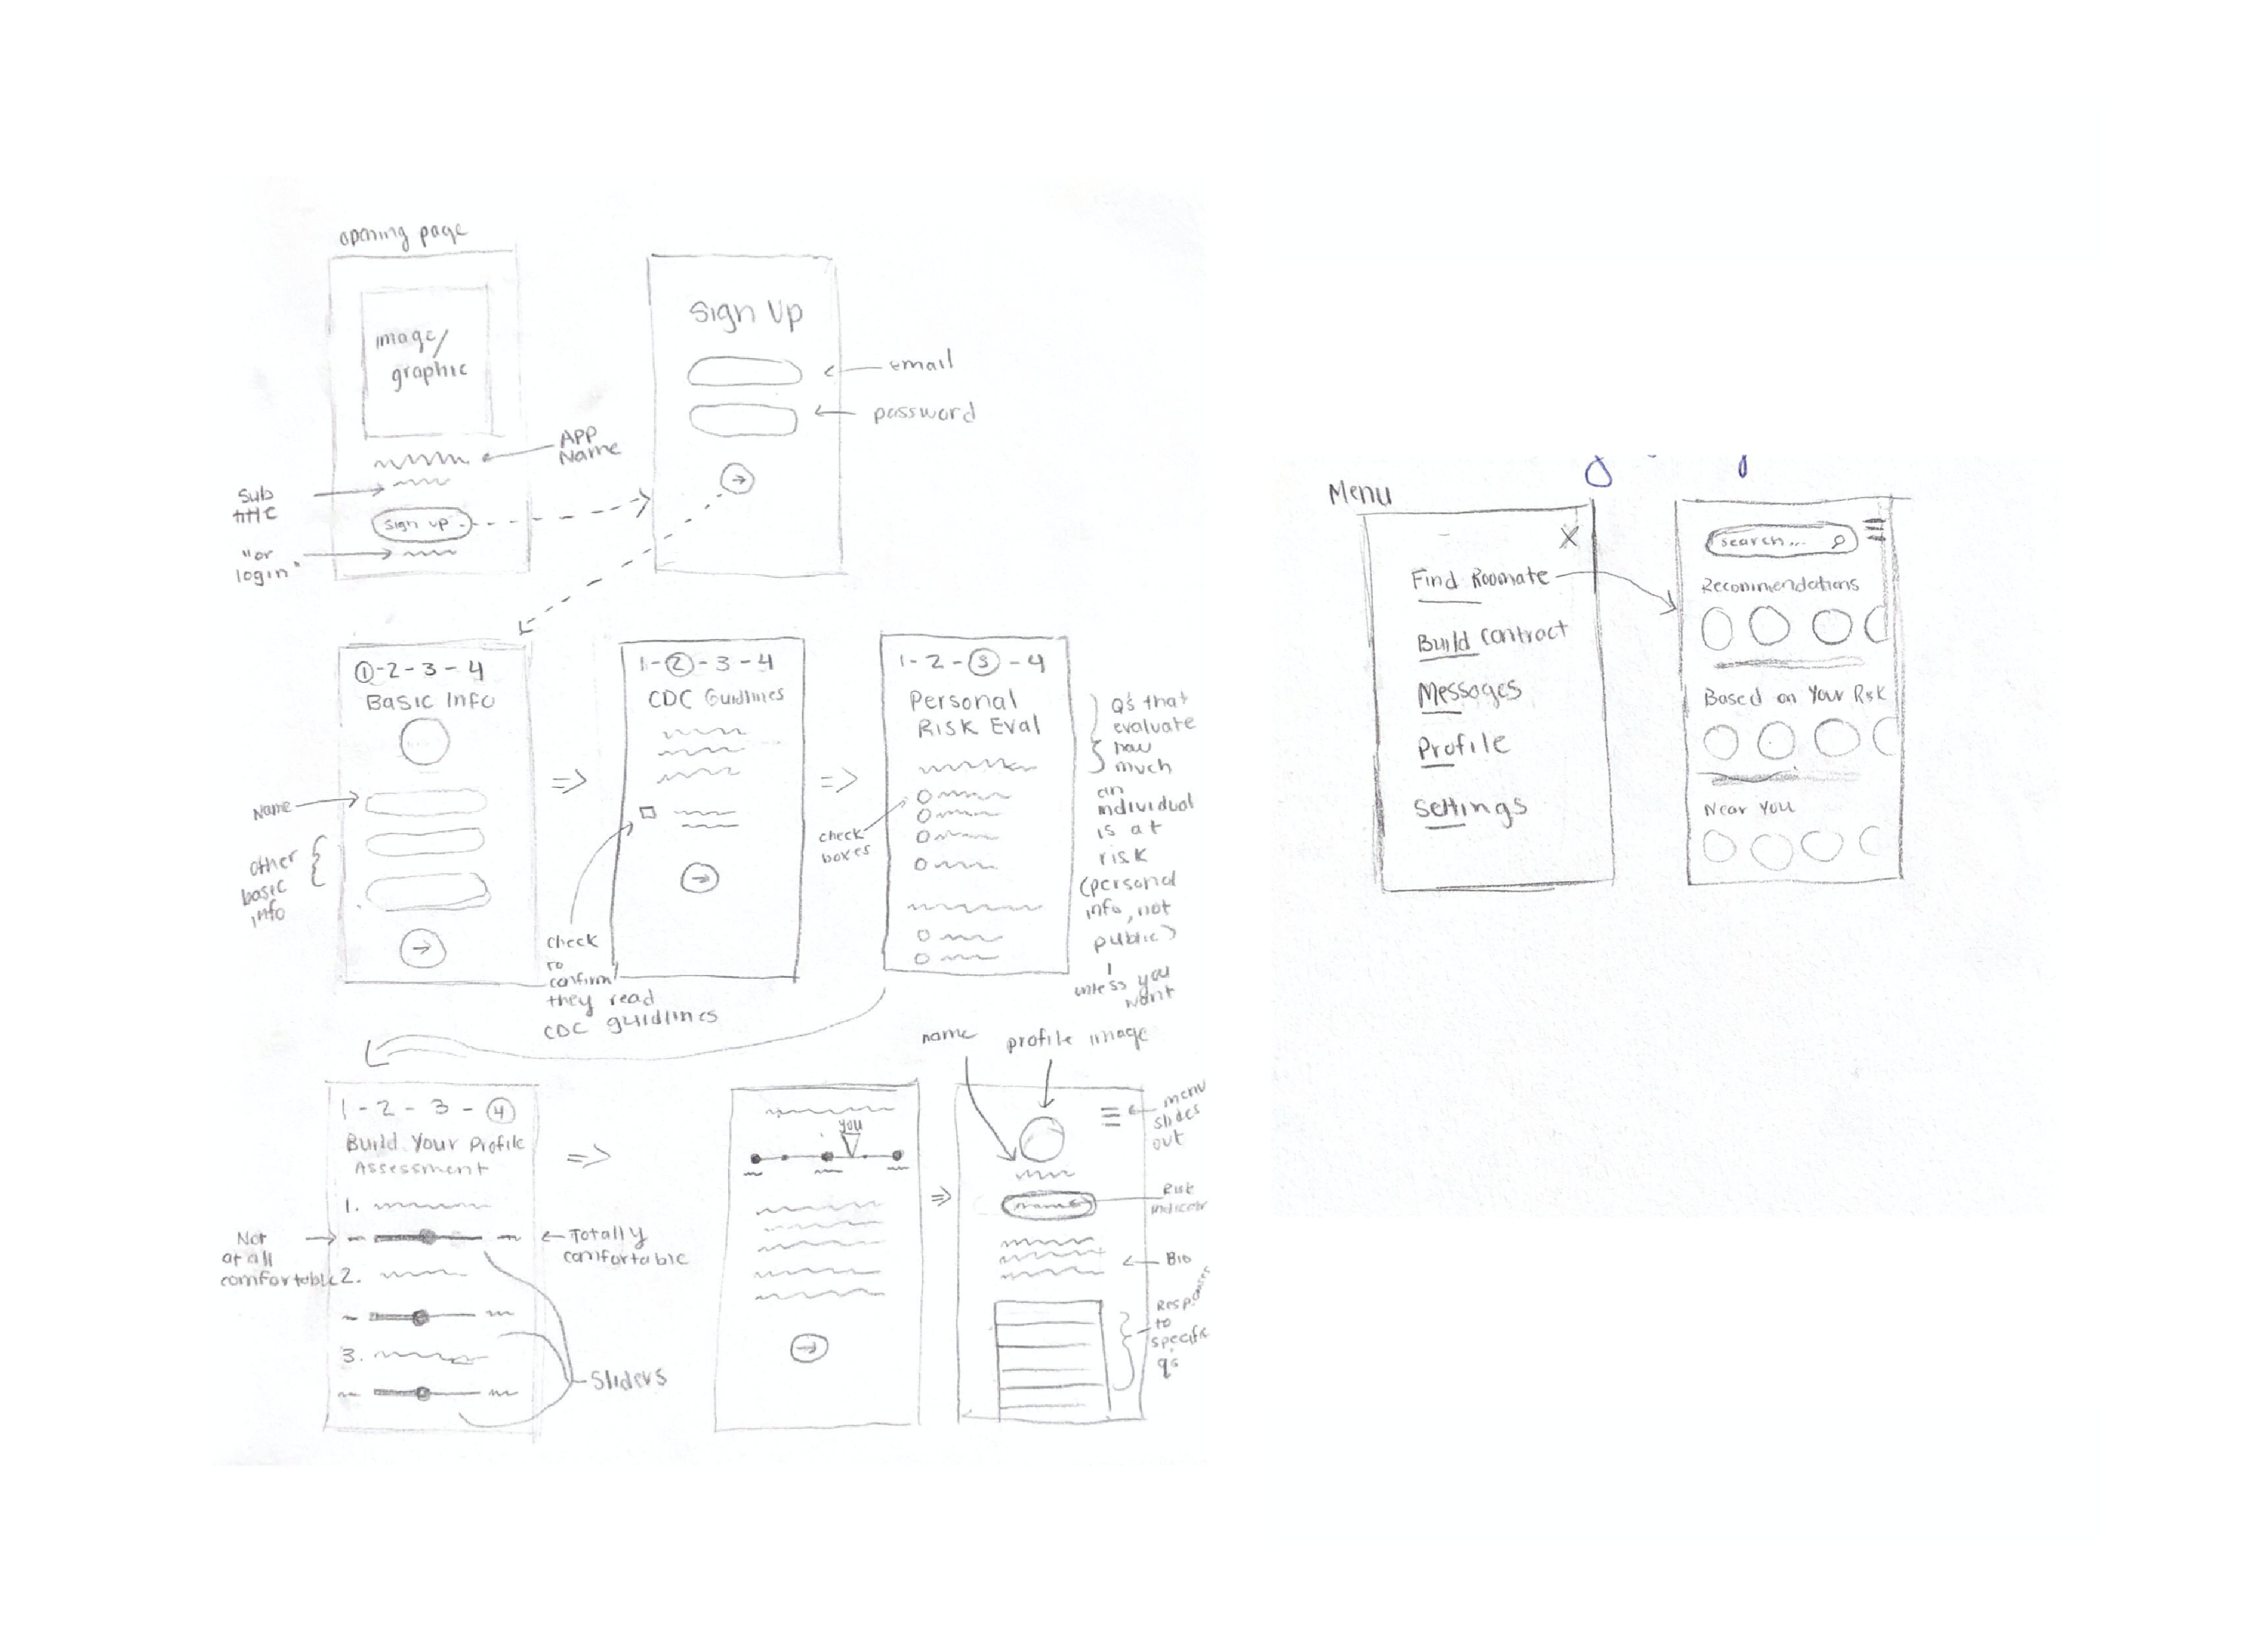 opening page
image/
graphic
APP
Name
Sub
title
sign up
"or
login"
Sign Up
email
password
1-2-3-4
Basic Info
Name
other
basic
info
1-2-3-4
CDC Guidlines
check
to
confirm
they read
CDC guidlines
1-2-3-4
Personal
Risk Eval
check
boxes
Q's that
evaluate
how
much
an
individual
is at
risk
(personal
info, not
public)
unless you
want
1-2-3-4
Build Your Profile
Assessment
1.
Not
at all
comfortable
Totally
comfortable
2.
3.
Sliders
you
name
profile image
menu
slides
out
Risk
indicator
Bio
Responses
to
specific
q's
Menu
X
Find Roomate
Build Contract
Messages
Profile
Settings
search...
Recommendations
Based on Your Risk
Near You